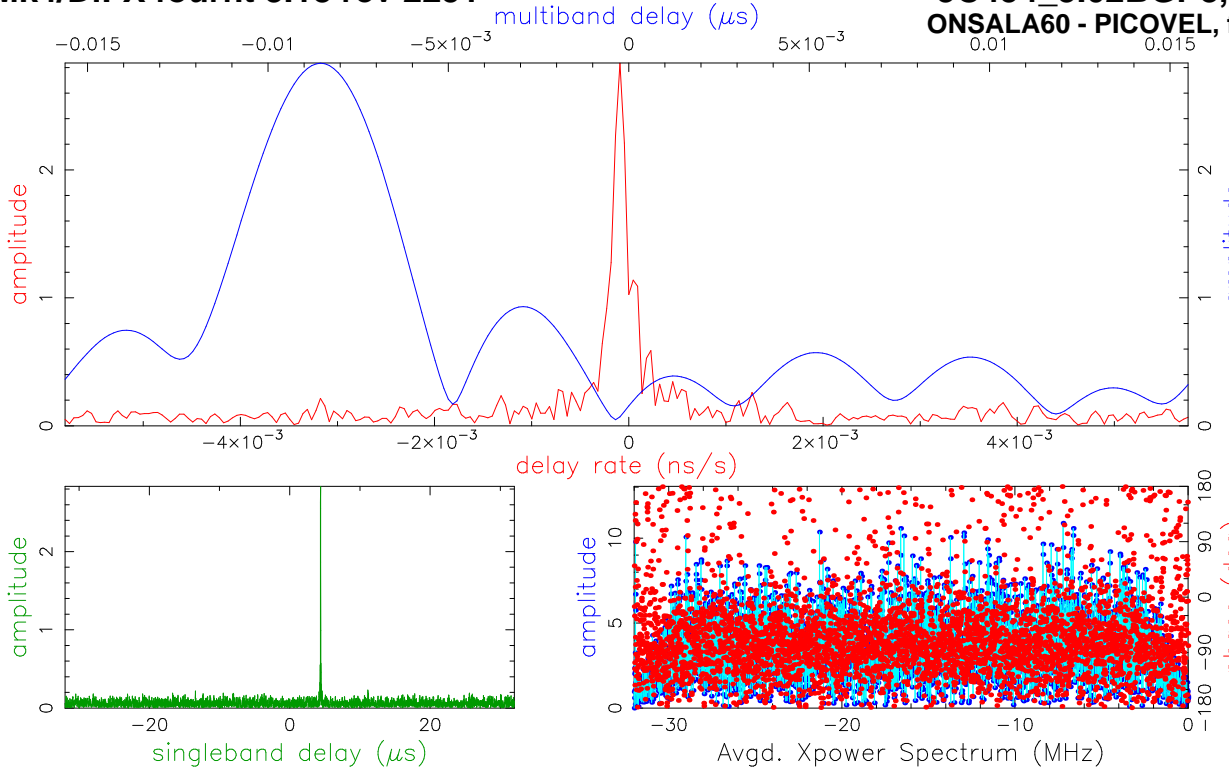 multiband delay (μs)
ONSALA60 - PICOVEL,
−0.015 −0.01 −5×10⁻³ 0 5×10⁻³ 0.01 0.015
amplitude
0 1 2
0 1 2
−4×10⁻³ −2×10⁻³ 0 2×10⁻³ 4×10⁻³
delay rate (ns/s)
amplitude
0 1 2
−20 0 20
singleband delay (μs)
amplitude
0 5 10
−180 −90 0 90 180
−30 −20 −10 0
Avgd. Xpower Spectrum (MHz)